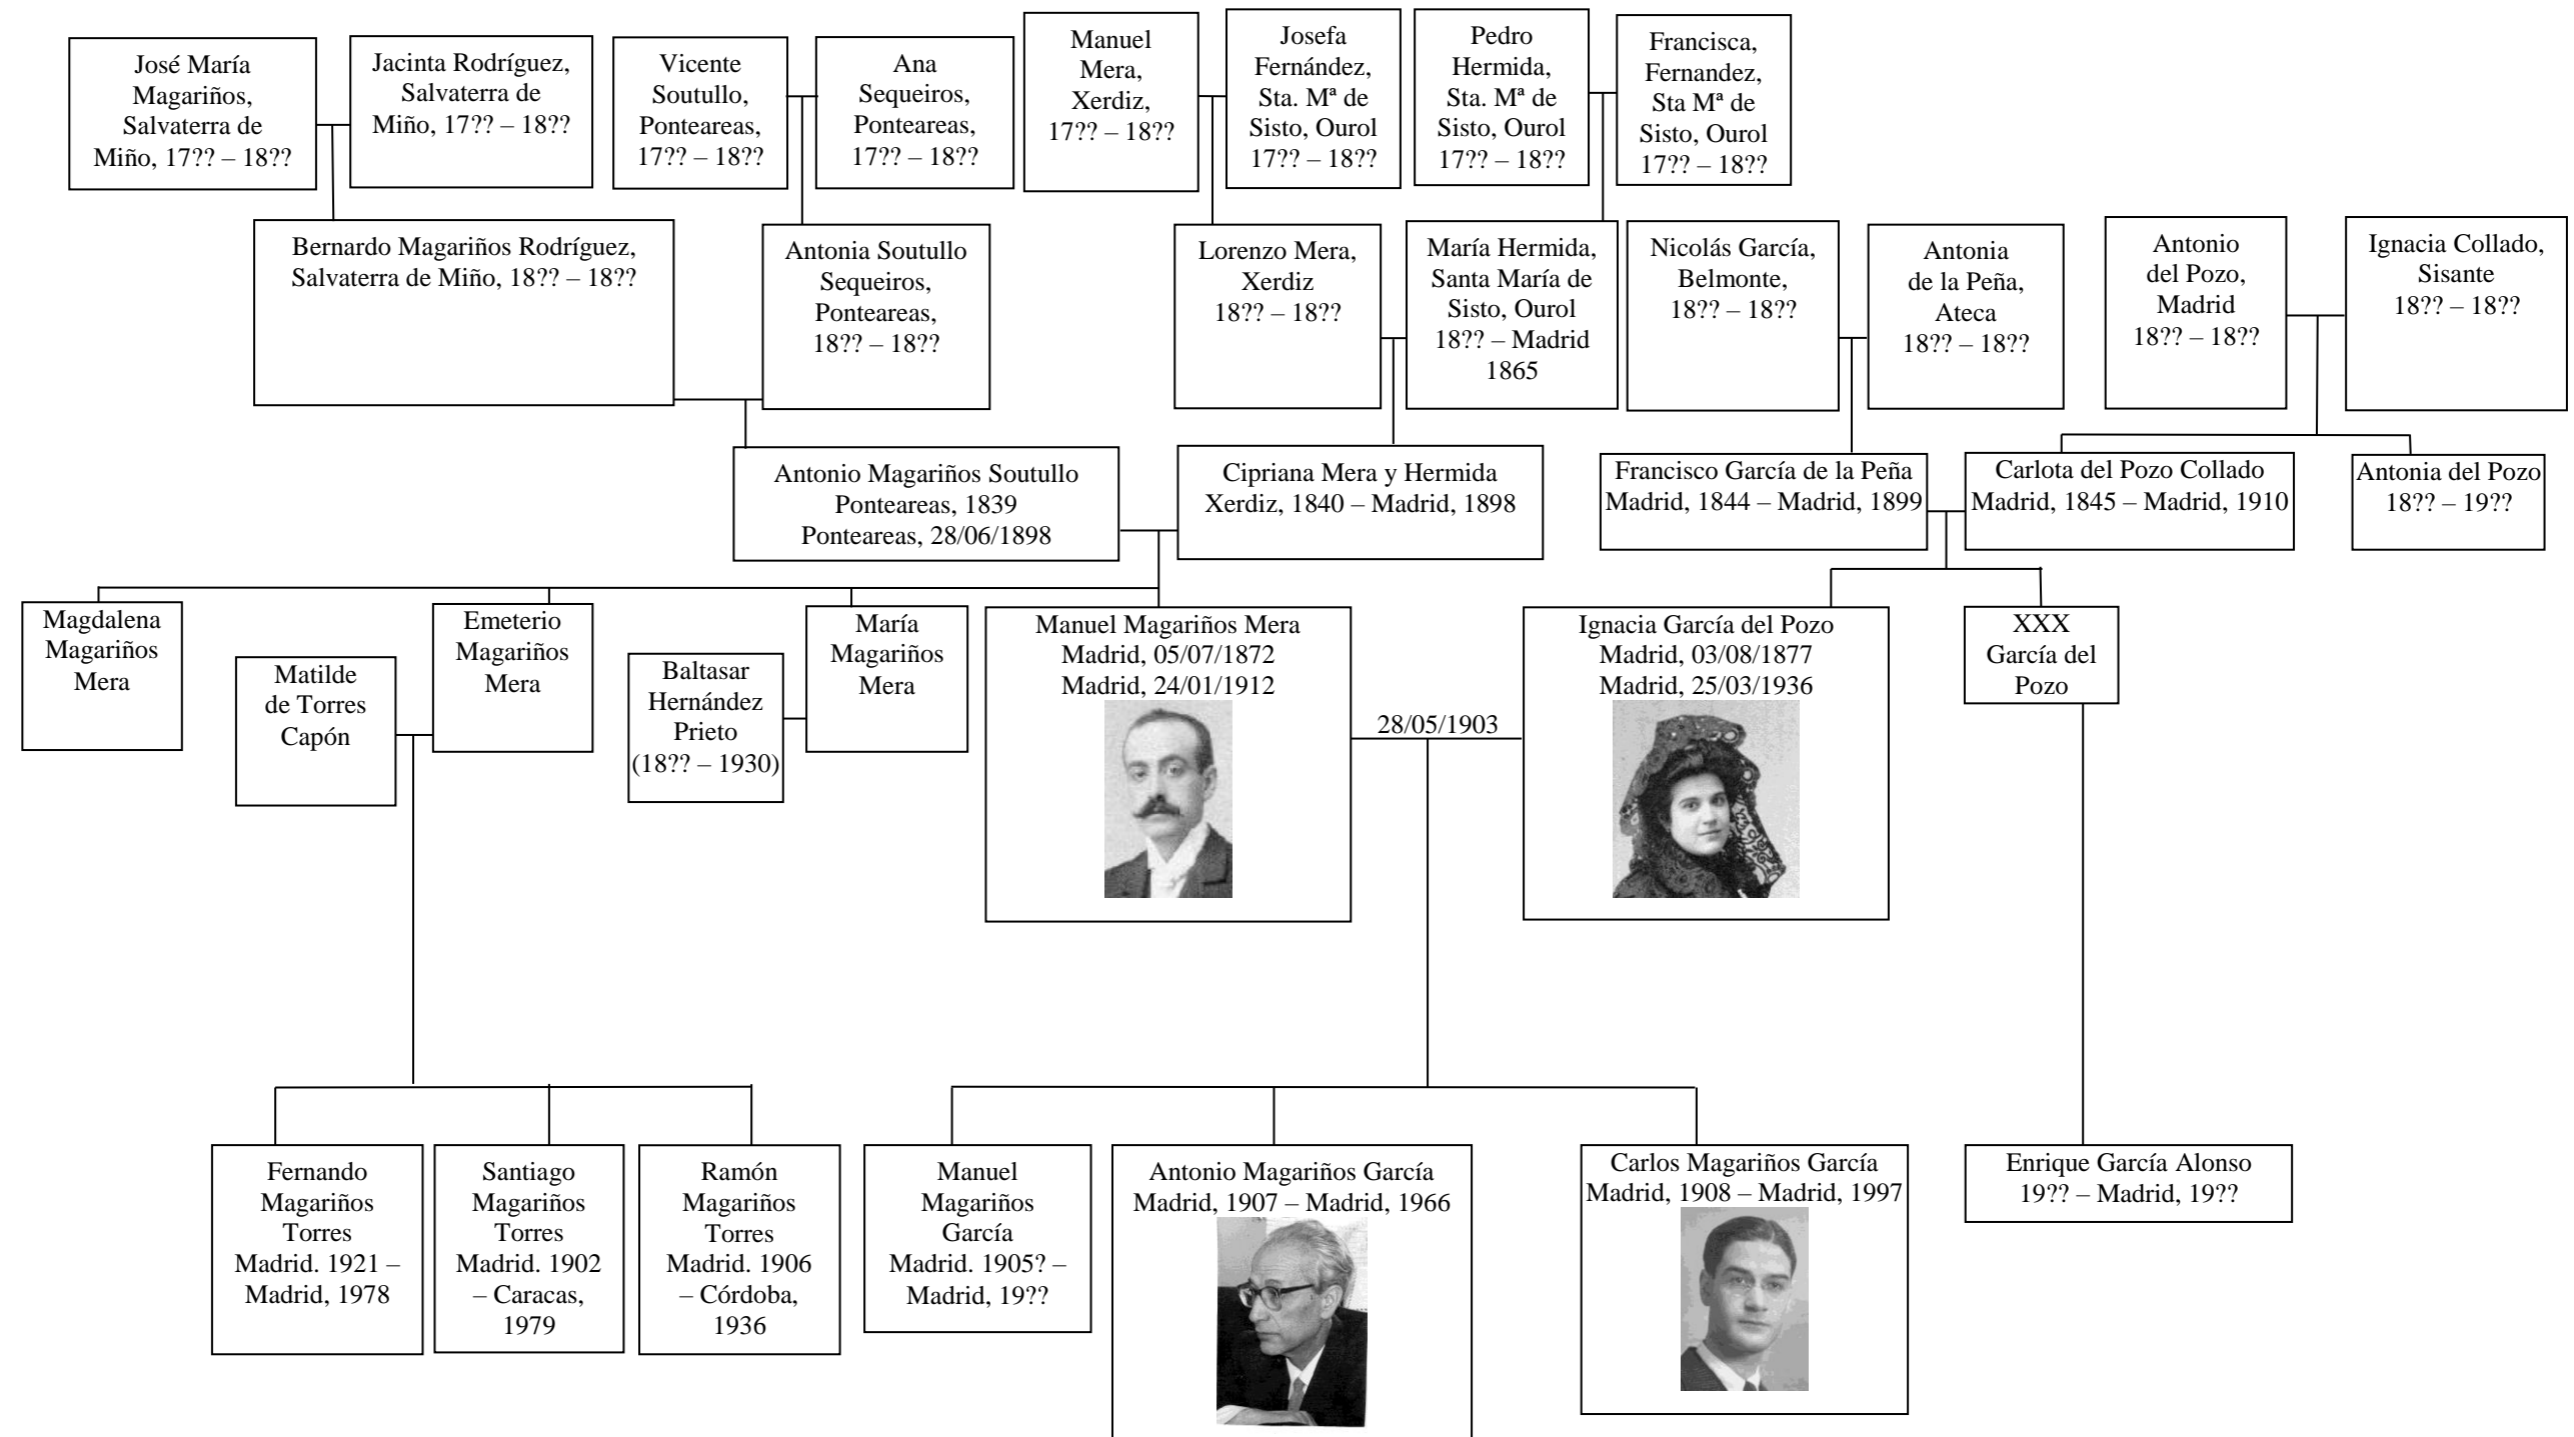 José María
Magariños,
Salvaterra de
Miño, 17?? – 18??
Jacinta Rodríguez,
Salvaterra de
Miño, 17?? – 18??
Vicente
Soutullo,
Ponteareas,
17?? – 18??
Ana
Sequeiros,
Ponteareas,
17?? – 18??
Manuel
Mera,
Xerdiz,
17?? – 18??
Josefa
Fernández,
Sta. Mª de
Sisto, Ourol
17?? – 18??
Pedro
Hermida,
Sta. Mª de
Sisto, Ourol
17?? – 18??
Francisca,
Fernandez,
Sta Mª de
Sisto, Ourol
17?? – 18??
Bernardo Magariños Rodríguez,
Salvaterra de Miño, 18?? – 18??
Antonia Soutullo
Sequeiros,
Ponteareas,
18?? – 18??
Lorenzo Mera,
Xerdiz
18?? – 18??
María Hermida,
Santa María de
Sisto, Ourol
18?? – Madrid
1865
Nicolás García,
Belmonte,
18?? – 18??
Antonia
de la Peña,
Ateca
18?? – 18??
Antonio
del Pozo,
Madrid
18?? – 18??
Ignacia Collado,
Sisante
18?? – 18??
Antonio Magariños Soutullo
Ponteareas, 1839
Ponteareas, 28/06/1898
Cipriana Mera y Hermida
Xerdiz, 1840 – Madrid, 1898
Francisco García de la Peña
Madrid, 1844 – Madrid, 1899
Carlota del Pozo Collado
Madrid, 1845 – Madrid, 1910
Antonia del Pozo
18?? – 19??
Magdalena
Magariños
Mera
Matilde
de Torres
Capón
Emeterio
Magariños
Mera
Baltasar
Hernández
Prieto
(18?? – 1930)
María
Magariños
Mera
Manuel Magariños Mera
Madrid, 05/07/1872
Madrid, 24/01/1912
28/05/1903
Ignacia García del Pozo
Madrid, 03/08/1877
Madrid, 25/03/1936
XXX
García del
Pozo
Fernando
Magariños
Torres
Madrid. 1921 –
Madrid, 1978
Santiago
Magariños
Torres
Madrid. 1902
– Caracas,
1979
Ramón
Magariños
Torres
Madrid. 1906
– Córdoba,
1936
Manuel
Magariños
García
Madrid. 1905? –
Madrid, 19??
Antonio Magariños García
Madrid, 1907 – Madrid, 1966
Carlos Magariños García
Madrid, 1908 – Madrid, 1997
Enrique García Alonso
19?? – Madrid, 19??